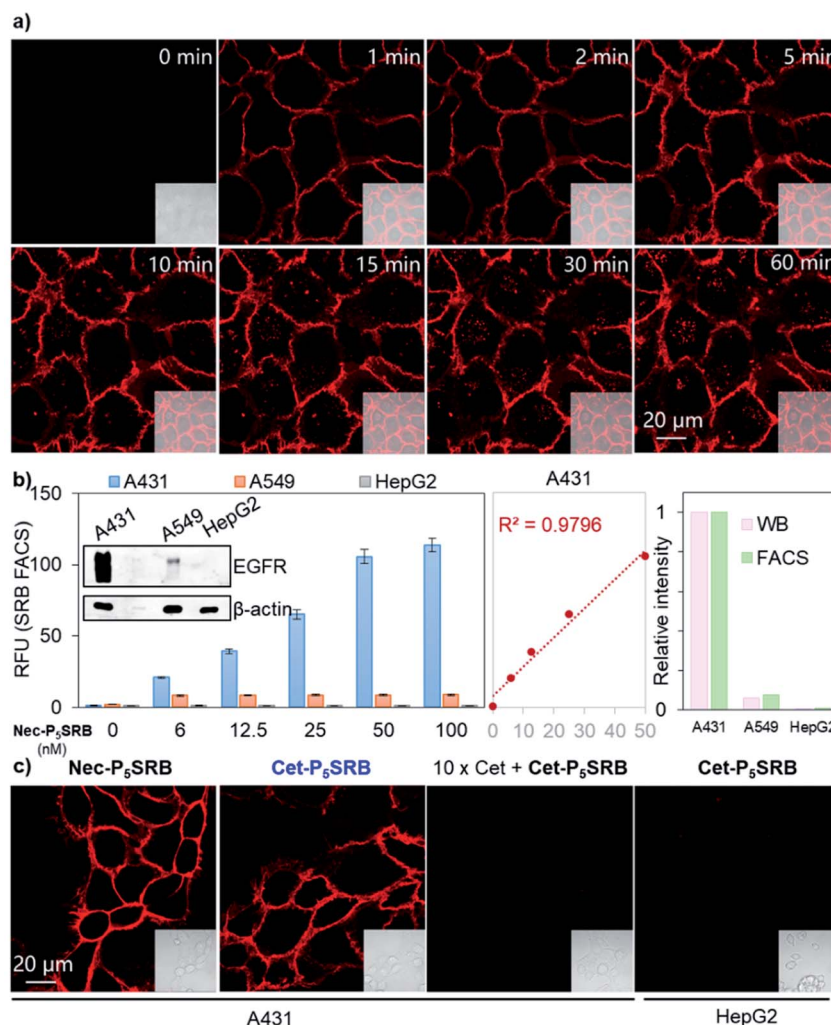 a)
0 min
1 min
2 min
5 min
10 min
15 min
30 min
60 min
20 µm
b)
A431
A549
HepG2
A431
150
100
50
0
RFU (SRB FACS)
A431
A549
HepG2
EGFR
β-actin
Nec-P₅SRB
(nM)
0
6
12.5
25
50
100
R² = 0.9796
0
10
20
30
40
50
Relative intensity
1
0
WB
FACS
A431
A549
HepG2
c)
Nec-P₅SRB
Cet-P₅SRB
10 x Cet + Cet-P₅SRB
Cet-P₅SRB
20 µm
A431
HepG2